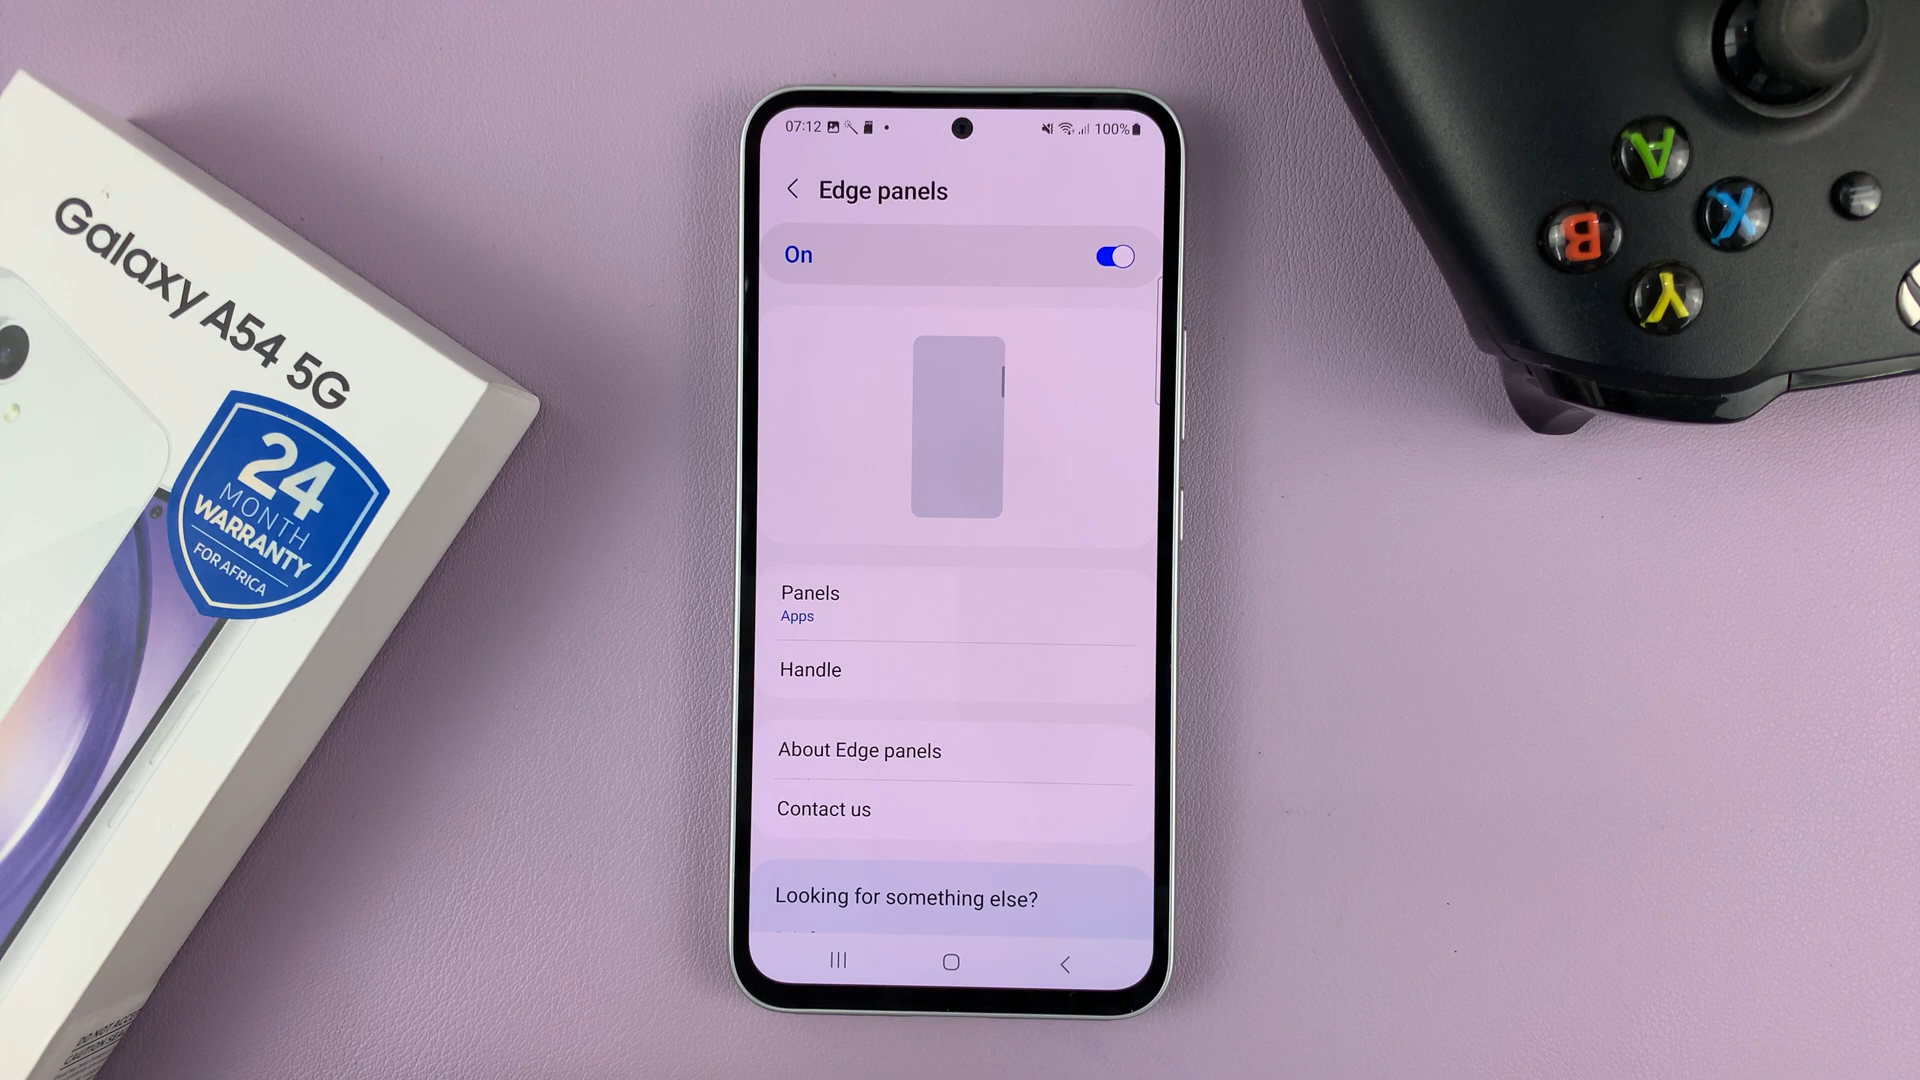 Galaxy A54 5G
24
MONTH
WARRANTY
FOR AFRICA
07:12
100%
Edge panels
On
Panels
Apps
Handle
About Edge panels
Contact us
Looking for something else?
A
B
X
Y